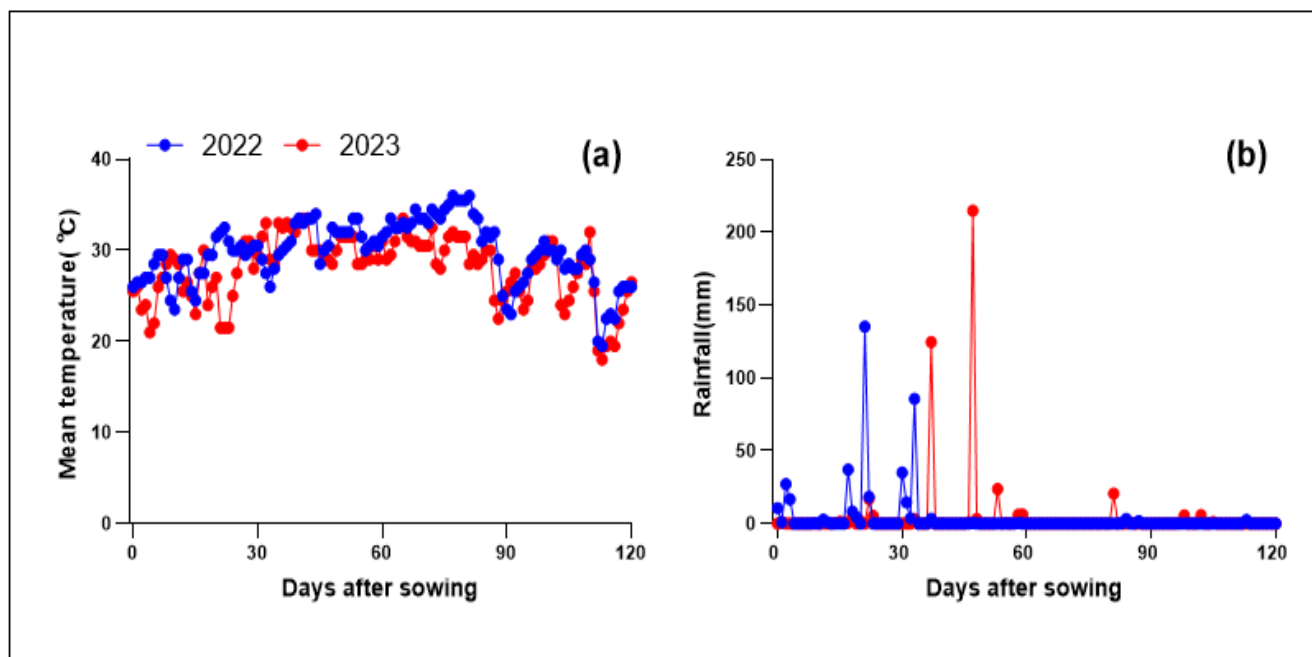 2022 2023
(a)
40
30
20
10
0
Mean temperature( °C)
0 30 60 90 120
Days after sowing
(b)
250
200
150
100
50
0
Rainfall(mm)
0 30 60 90 120
Days after sowing